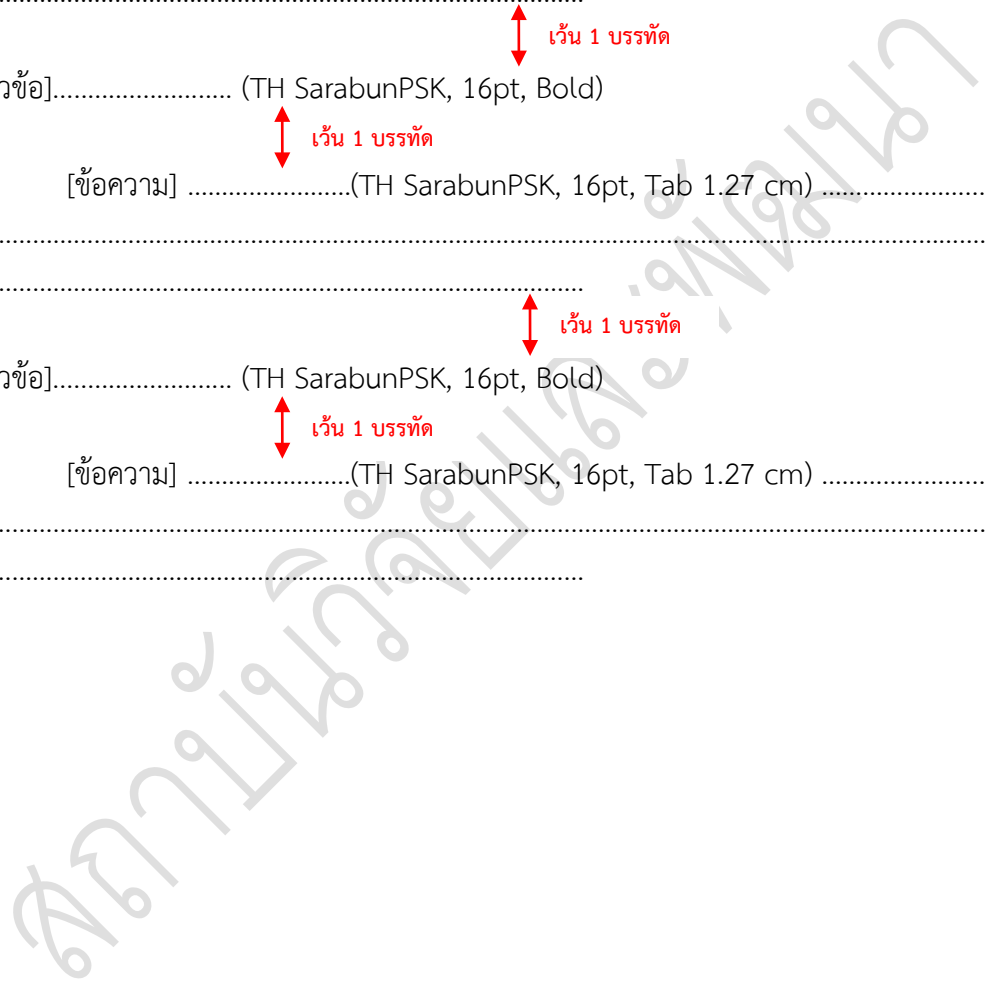 ..........................................................................................
เว้น 1 บรรทัด
วข้อ].......................... (TH SarabunPSK, 16pt, Bold)
เว้น 1 บรรทัด
[ข้อความ] ........................(TH SarabunPSK, 16pt, Tab 1.27 cm) ........................
....................................................................................................................................................
..........................................................................................
เว้น 1 บรรทัด
วข้อ].......................... (TH SarabunPSK, 16pt, Bold)
เว้น 1 บรรทัด
[ข้อความ] ........................(TH SarabunPSK, 16pt, Tab 1.27 cm) ........................
....................................................................................................................................................
..........................................................................................
สถาบันวิจัยและพัฒนา